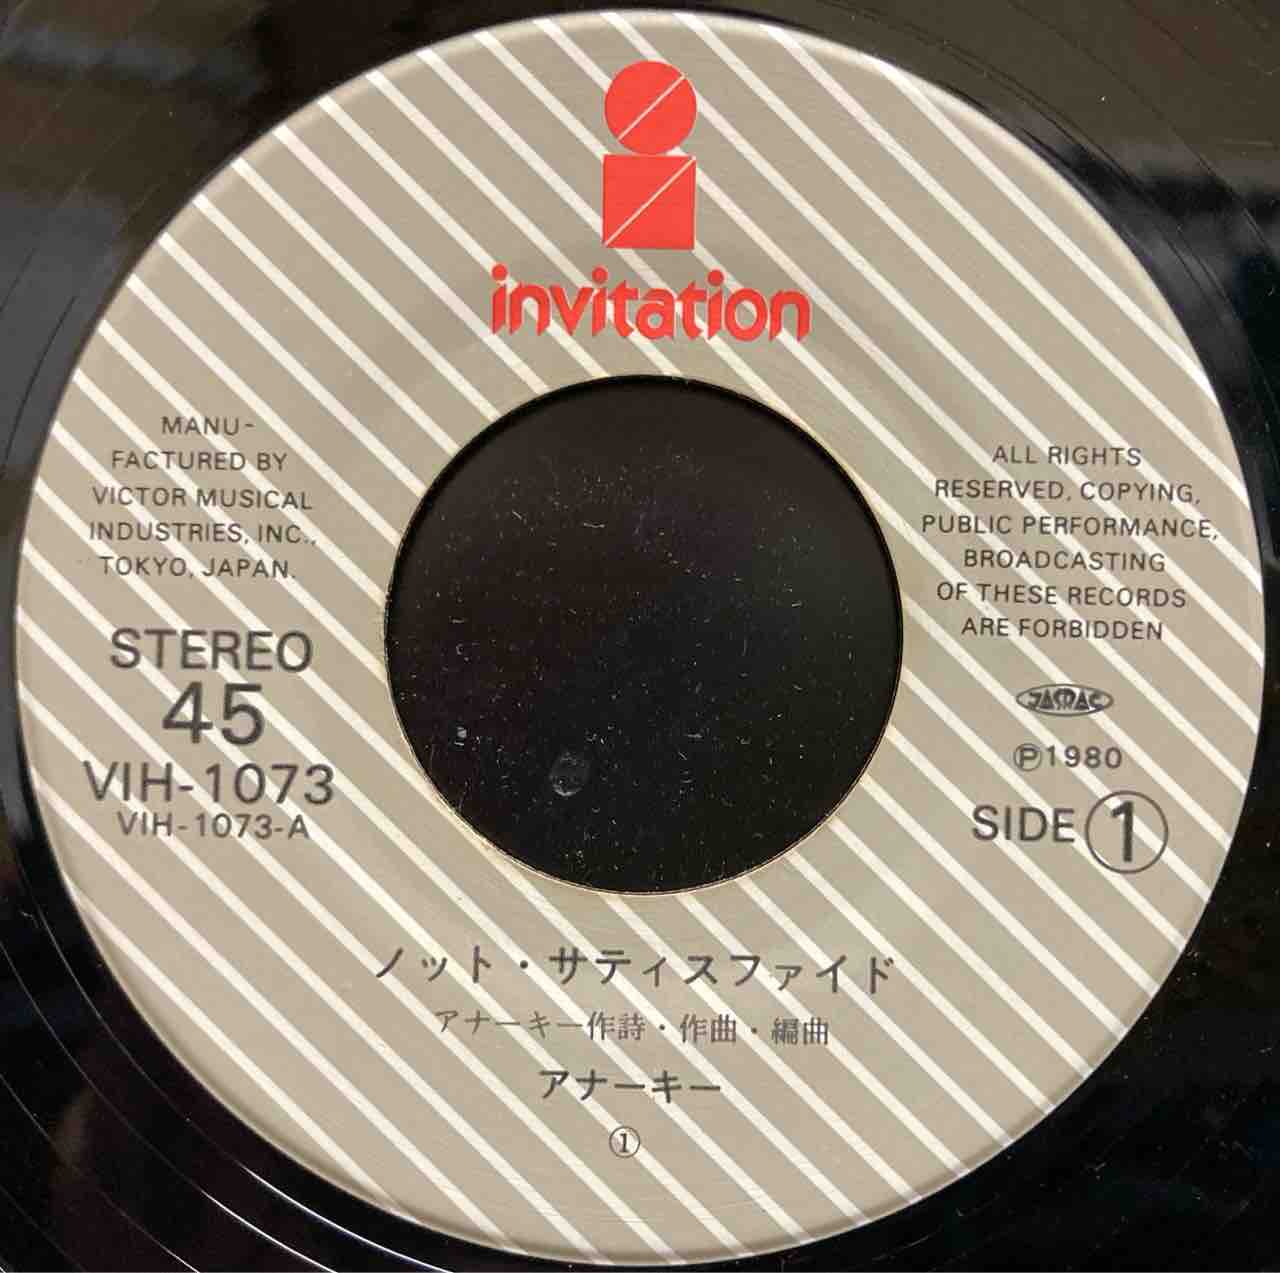 invitation
MANU-
FACTURED BY
VICTOR MUSICAL
INDUSTRIES, INC.,
TOKYO, JAPAN.
STEREO
45
VIH-1073
VIH-1073-A
ALL RIGHTS
RESERVED, COPYING,
PUBLIC PERFORMANCE,
BROADCASTING
OF THESE RECORDS
ARE FORBIDDEN
JASRAC
Ⓟ1980
SIDE ①
ノット・サティスファイド
アナーキー作詩・作曲・編曲
アナーキー
①